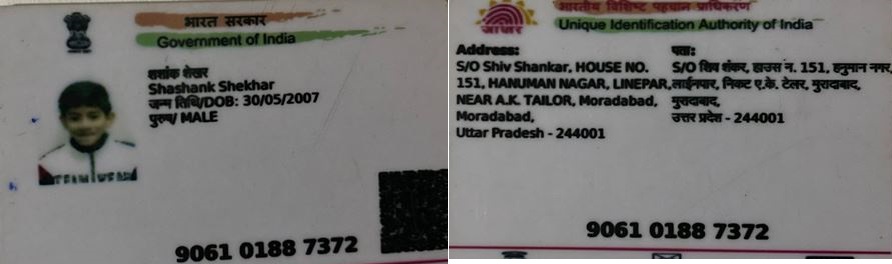 भारत सरकार
Government of India
शशांक शेखर
Shashank Shekhar
जन्म तिथि/DOB: 30/05/2007
पुरुष/ MALE
9061 0188 7372
भारतीय विशिष्ट पहचान प्राधिकरण
Unique Identification Authority of India
आधार
Address:
S/O Shiv Shankar, HOUSE NO.
151, HANUMAN NAGAR, LINEPAR,
NEAR A.K. TAILOR, Moradabad,
Moradabad,
Uttar Pradesh - 244001
पता:
S/O शिव शंकर, हाउस न. 151, हनुमान नगर,
लाईनपार, निकट ए.के. टेलर, मुरादाबाद,
मुरादाबाद,
उत्तर प्रदेश - 244001
9061 0188 7372